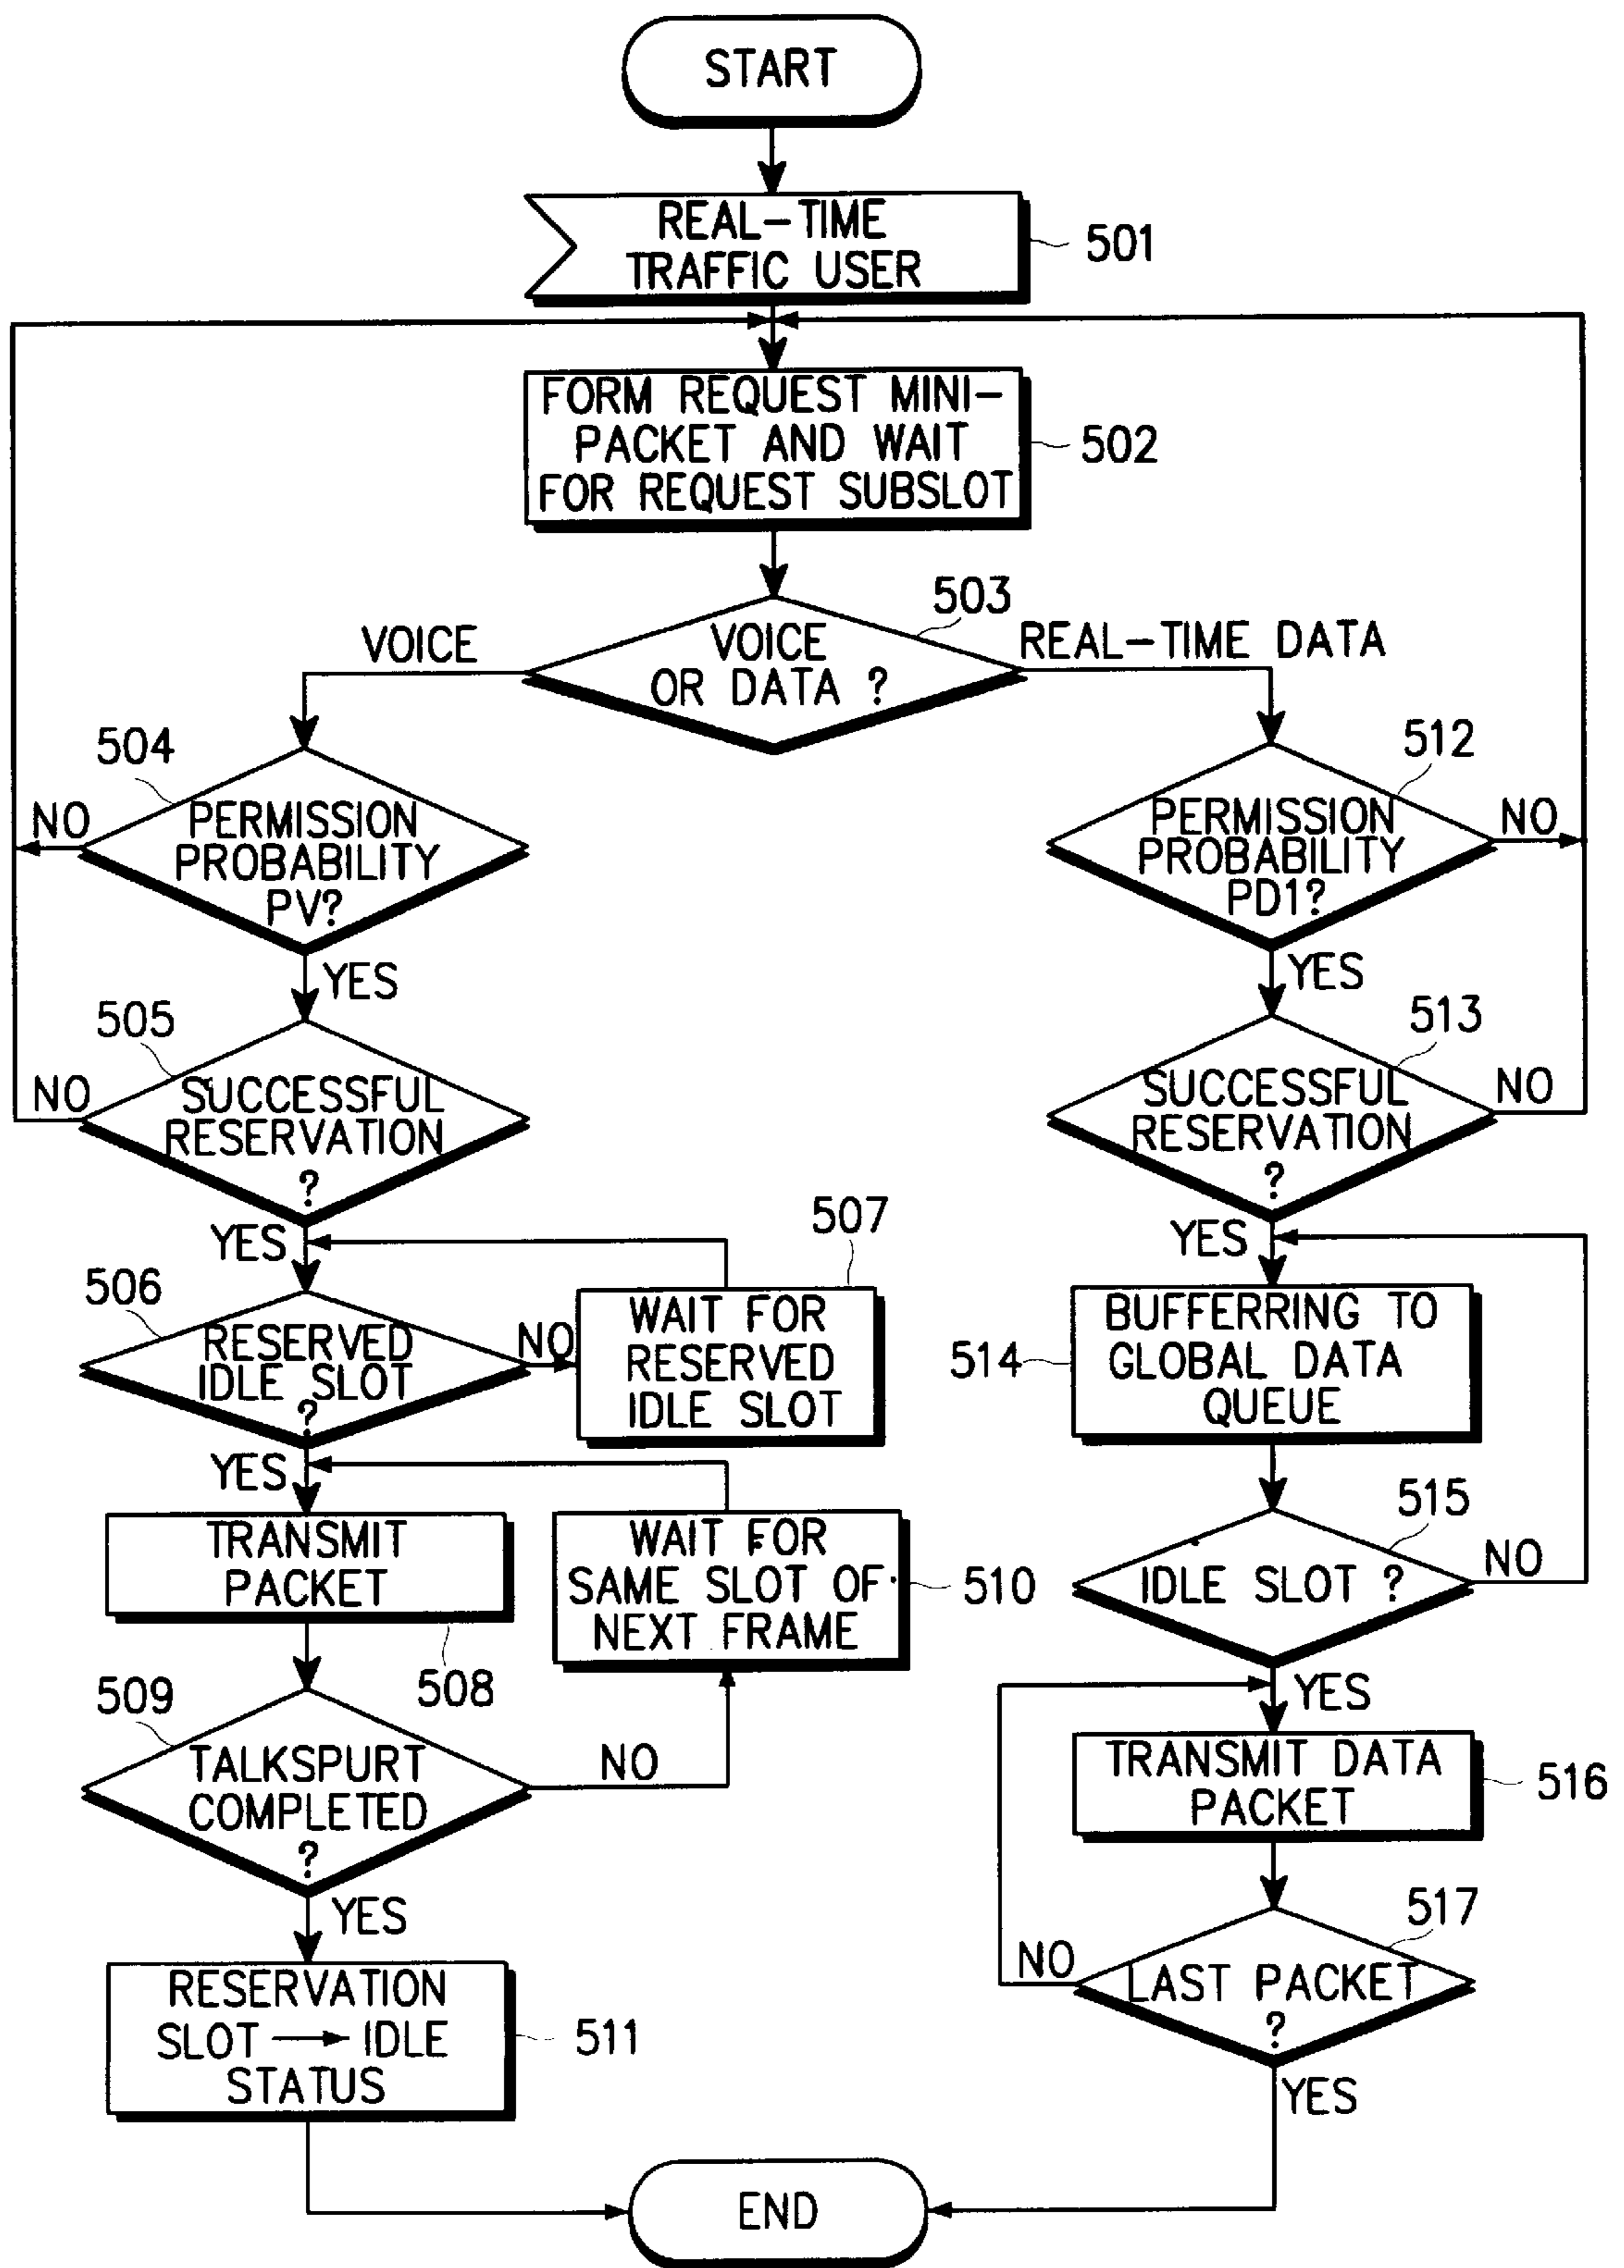 START
REAL-TIME
TRAFFIC USER
501
FORM REQUEST MINI-
PACKET AND WAIT
FOR REQUEST SUBSLOT
502
503
VOICE
OR DATA ?
VOICE
REAL-TIME DATA
504
PERMISSION
PROBABILITY
PV?
NO
YES
505
SUCCESSFUL
RESERVATION
?
NO
YES
506
RESERVED
IDLE SLOT
?
NO
507
WAIT FOR
RESERVED
IDLE SLOT
YES
TRANSMIT
PACKET
508
WAIT FOR
SAME SLOT OF
NEXT FRAME
510
509
TALKSPURT
COMPLETED
?
NO
YES
RESERVATION
SLOT → IDLE
STATUS
511
512
PERMISSION
PROBABILITY
PD1?
NO
YES
513
SUCCESSFUL
RESERVATION
?
NO
YES
BUFFERRING TO
GLOBAL DATA
QUEUE
514
515
IDLE SLOT ?
NO
YES
TRANSMIT DATA
PACKET
516
517
LAST PACKET
?
NO
YES
END